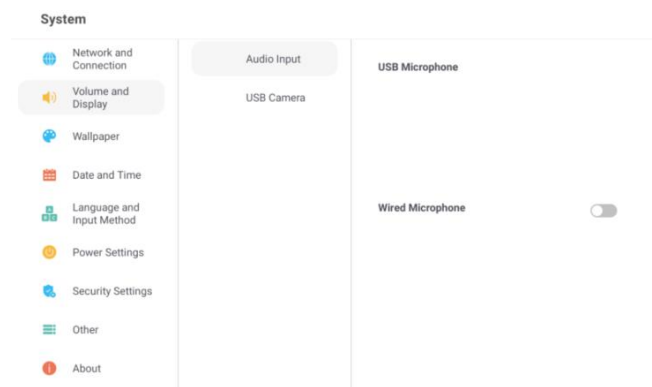 System
Network and
Connection
Volume and
Display
Wallpaper
Date and Time
Language and
Input Method
Power Settings
Security Settings
Other
About
Audio Input
USB Camera
USB Microphone
Wired Microphone